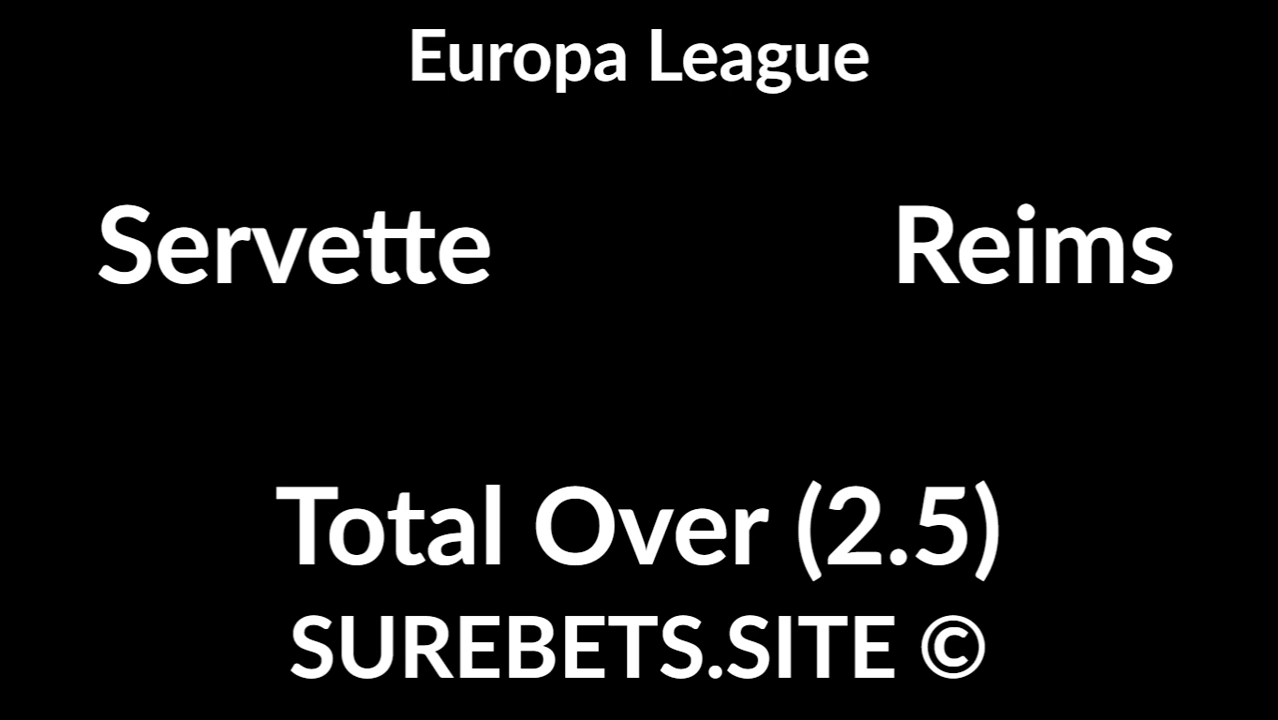 Europa League
Servette Reims
Total Over (2.5)
SUREBETS.SITE ©